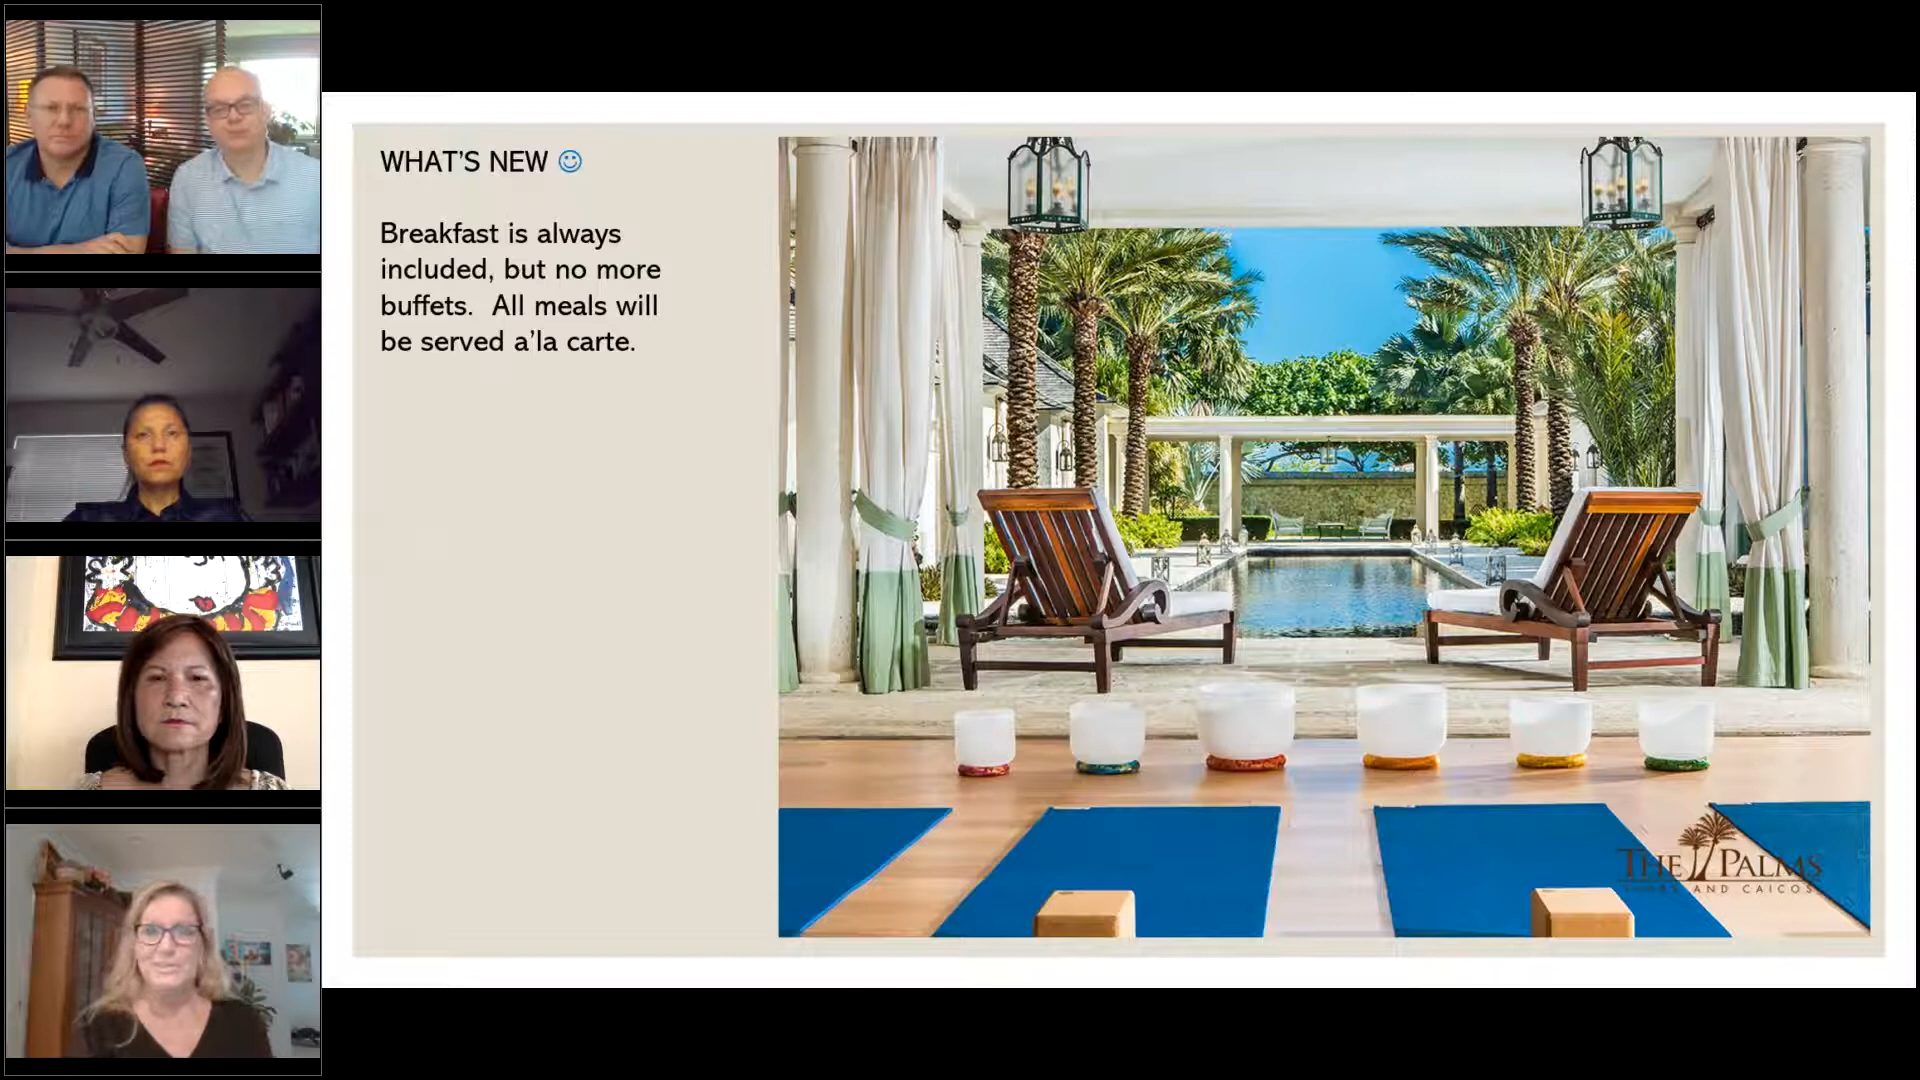 WHAT'S NEW ☺
Breakfast is always
included, but no more
buffets.  All meals will
be served a'la carte.
THE PALMS
TURKS AND CAICOS